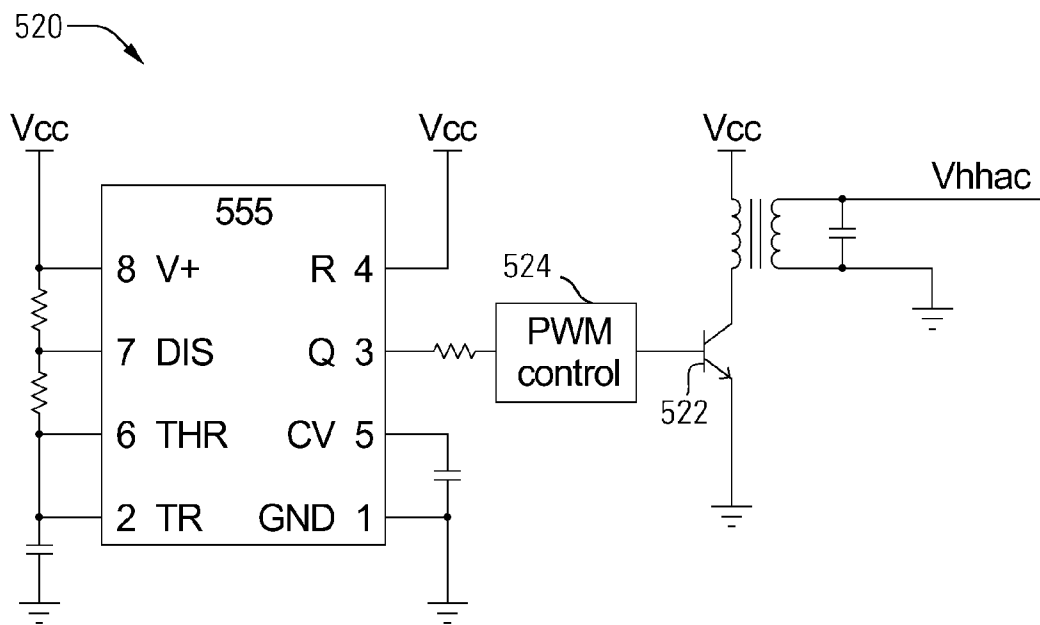 520
Vcc
Vcc
Vcc
Vhhac
555
8 V+
R 4
524
7 DIS
Q 3
PWM
control
522
6 THR
CV 5
2 TR
GND 1